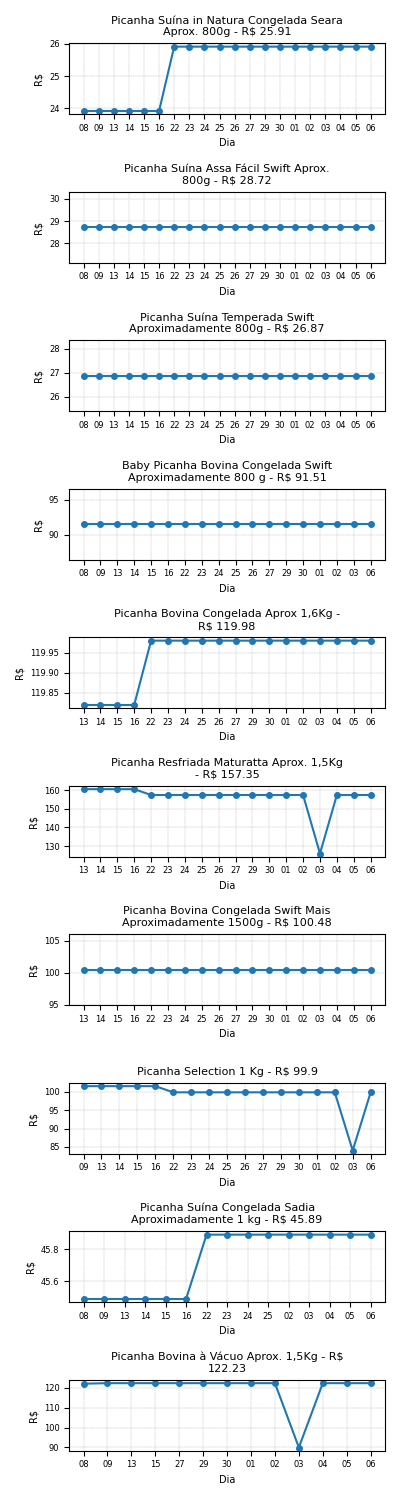 Picanha Suína in Natura Congelada Seara
Aprox. 800g - R$ 25.91
26
25
24
R$
08 09 13 14 15 16 22 23 24 25 26 27 29 30 01 02 03 04 05 06
Dia
Picanha Suína Assa Fácil Swift Aprox.
800g - R$ 28.72
30
29
28
R$
08 09 13 14 15 16 22 23 24 25 26 27 29 30 01 02 03 04 05 06
Dia
Picanha Suína Temperada Swift
Aproximadamente 800g - R$ 26.87
28
27
26
R$
08 09 13 14 15 16 22 23 24 25 26 27 29 30 01 02 03 04 05 06
Dia
Baby Picanha Bovina Congelada Swift
Aproximadamente 800 g - R$ 91.51
95
90
R$
08 09 13 14 15 16 22 23 24 25 26 27 29 30 01 02 03 04 05 06
Dia
Picanha Bovina Congelada Aprox 1,6Kg -
R$ 119.98
119.95
119.90
119.85
R$
13 14 15 16 22 23 24 25 26 27 29 30 01 02 03 04 05 06
Dia
Picanha Resfriada Maturatta Aprox. 1,5Kg
- R$ 157.35
160
150
140
130
R$
13 14 15 16 22 23 24 25 26 27 29 30 01 02 03 04 05 06
Dia
Picanha Bovina Congelada Swift Mais
Aproximadamente 1500g - R$ 100.48
105
100
95
R$
13 14 15 16 22 23 24 25 26 27 29 30 01 02 03 04 05 06
Dia
Picanha Selection 1 Kg - R$ 99.9
100
95
90
85
R$
09 13 14 15 16 22 23 24 25 26 27 29 30 01 02 03 06
Dia
Picanha Suína Congelada Sadia
Aproximadamente 1 kg - R$ 45.89
45.8
45.6
R$
08 09 13 14 15 16 22 23 24 25 02 03 04 05 06
Dia
Picanha Bovina à Vácuo Aprox. 1,5Kg - R$
122.23
120
110
100
90
R$
08 09 13 15 27 29 30 01 02 03 04 05 06
Dia